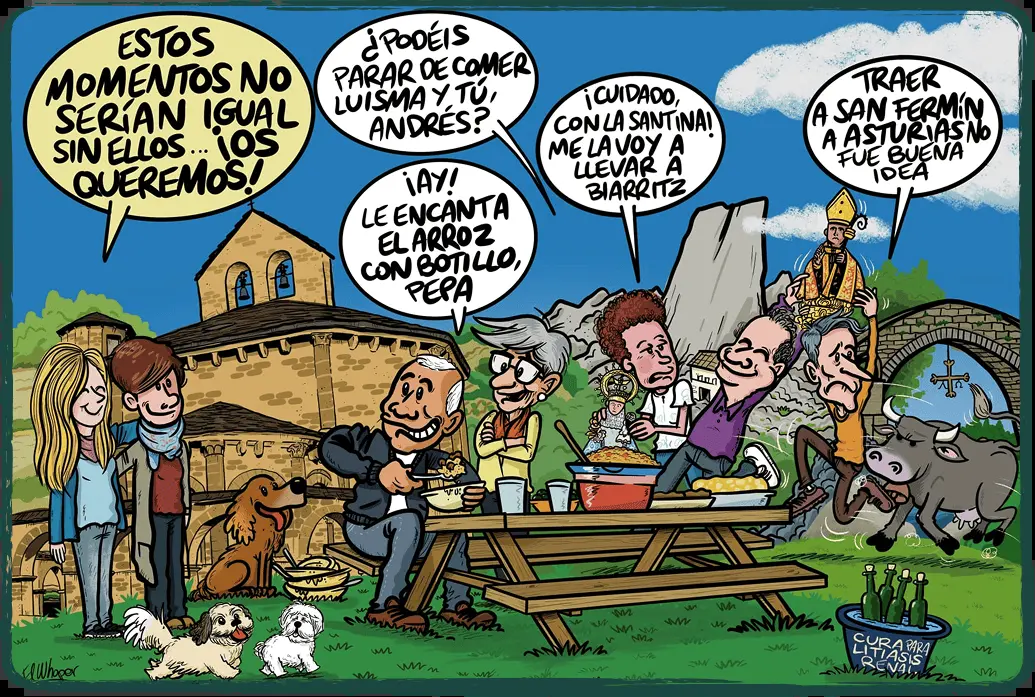 ESTOS
MOMENTOS NO
SERÍAN IGUAL
SIN ELLOS... ¡OS
QUEREMOS!
¿PODÉIS
PARAR DE COMER
LUISMA Y TÚ,
ANDRÉS?
¡AY!
LE ENCANTA
EL ARROZ
CON BOTILLO,
PEPA
¡CUIDADO,
CON LA SANTINA!
ME LA VOY A
LLEVAR A
BIARRITZ
TRAER
A SAN FERMÍN
A ASTURIAS NO
FUE BUENA
IDEA
CURA PARA
LITIASIS
RENAL